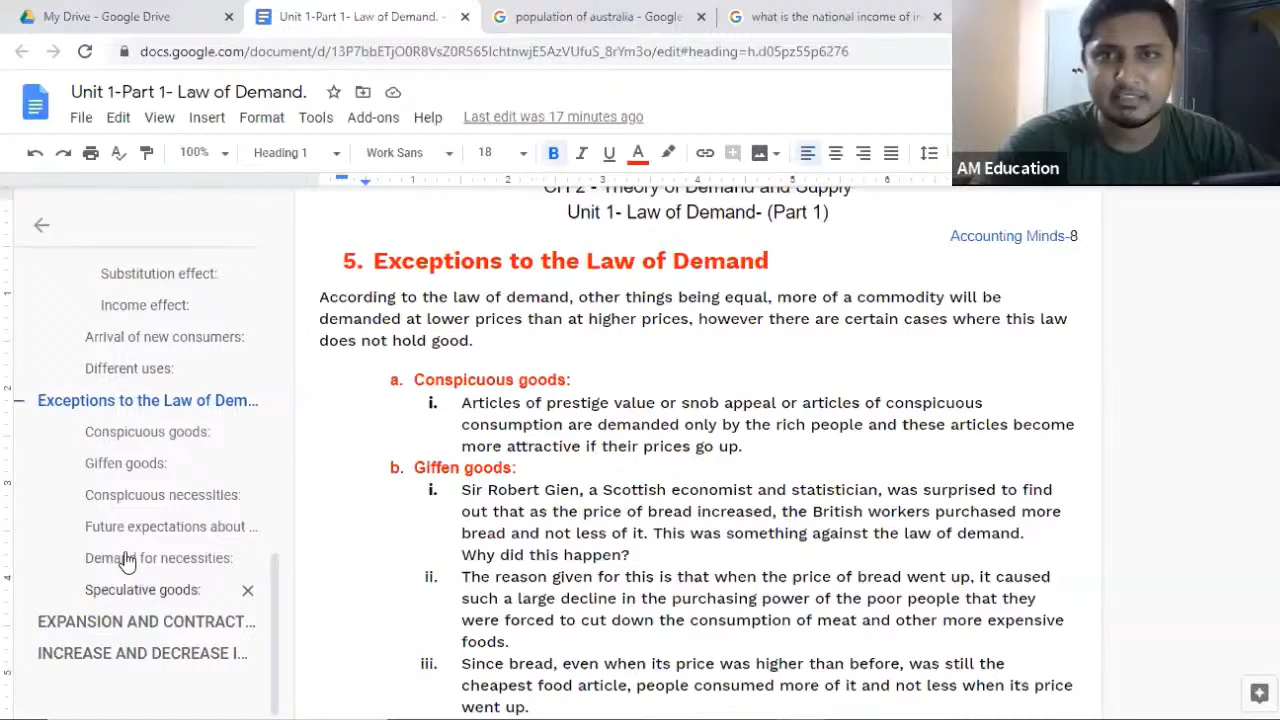 My Drive - Google Drive
Unit 1-Part 1- Law of Demand. -
population of australia - Google
what is the national income of in
docs.google.com/document/d/13P7bbETjO0R8VsZ0R565lchtnwjE5AzVUfuS_8rYm3o/edit#heading=h.d05pz55p6276
Unit 1-Part 1- Law of Demand.
File Edit View Insert Format Tools Add-ons Help Last edit was 17 minutes ago
100% Heading 1 Work Sans 18 B I U A
AM Education
1 2 3 4 5 6
CH 2 - Theory of Demand and Supply
Unit 1- Law of Demand- (Part 1)
Accounting Minds-8
Substitution effect:
Income effect:
Arrival of new consumers:
Different uses:
Exceptions to the Law of Dem...
Conspicuous goods:
Giffen goods:
Conspicuous necessities:
Future expectations about ...
Demand for necessities:
Speculative goods:
EXPANSION AND CONTRACT...
INCREASE AND DECREASE I...
5. Exceptions to the Law of Demand
According to the law of demand, other things being equal, more of a commodity will be
demanded at lower prices than at higher prices, however there are certain cases where this law
does not hold good.
a. Conspicuous goods:
i. Articles of prestige value or snob appeal or articles of conspicuous
consumption are demanded only by the rich people and these articles become
more attractive if their prices go up.
b. Giffen goods:
i. Sir Robert Gien, a Scottish economist and statistician, was surprised to find
out that as the price of bread increased, the British workers purchased more
bread and not less of it. This was something against the law of demand.
Why did this happen?
ii. The reason given for this is that when the price of bread went up, it caused
such a large decline in the purchasing power of the poor people that they
were forced to cut down the consumption of meat and other more expensive
foods.
iii. Since bread, even when its price was higher than before, was still the
cheapest food article, people consumed more of it and not less when its price
went up.